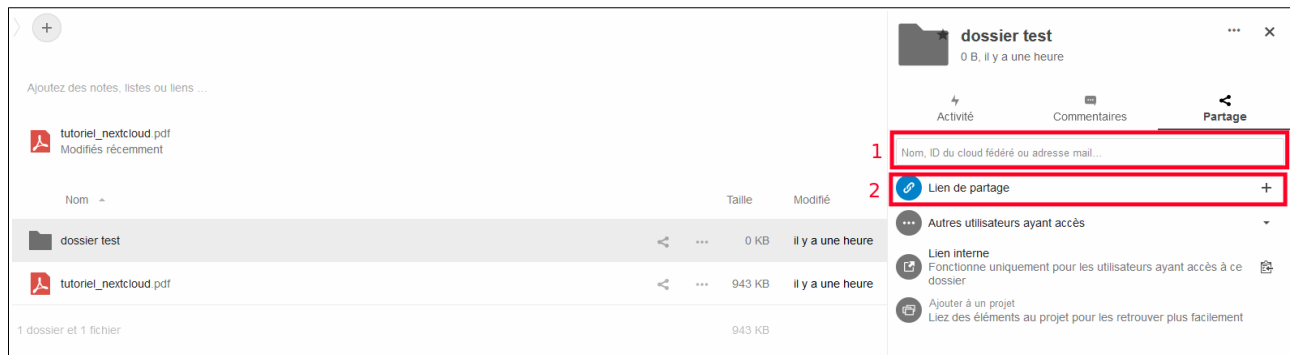 Ajoutez des notes, listes ou liens ...
tutoriel_nextcloud.pdf
Modifiés récemment
Nom
Taille
Modifié
dossier test
0 KB
il y a une heure
tutoriel_nextcloud.pdf
943 KB
il y a une heure
1 dossier et 1 fichier
943 KB
dossier test
0 B, il y a une heure
Activité
Commentaires
Partage
1
Nom, ID du cloud fédéré ou adresse mail...
2
Lien de partage
Autres utilisateurs ayant accès
Lien interne
Fonctionne uniquement pour les utilisateurs ayant accès à ce
dossier
Ajouter à un projet
Liez des éléments au projet pour les retrouver plus facilement